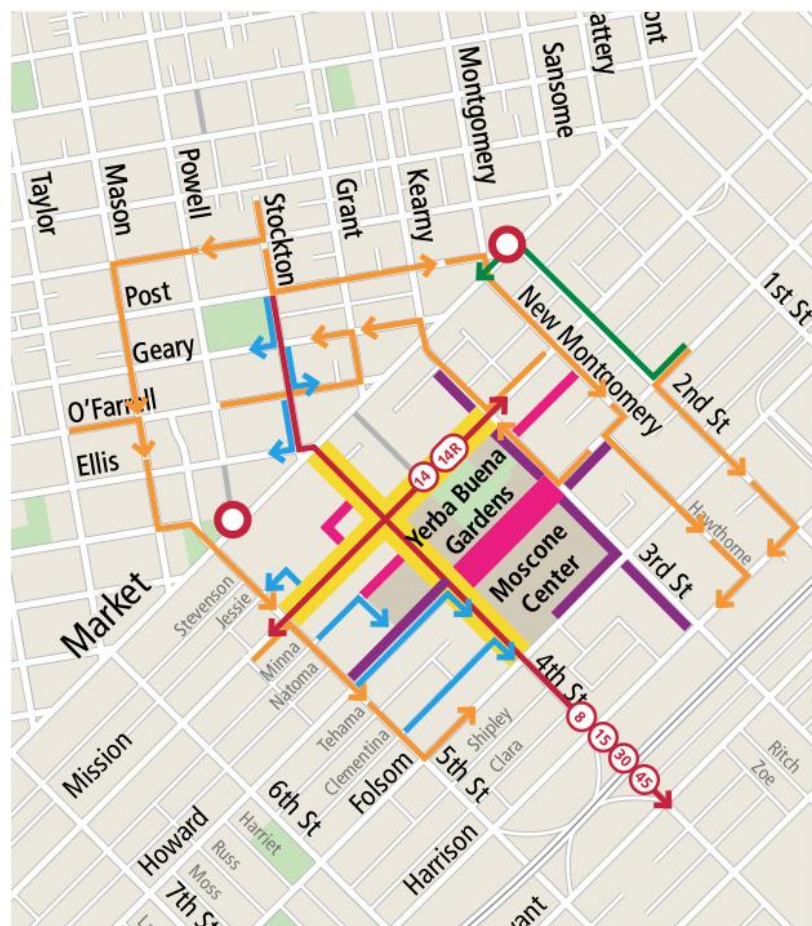 Montgomery
Sansome
attery
ont
Taylor
Mason
Powell
Stockton
Grant
Kearny
Post
Geary
O'Farrell
Ellis
New Montgomery
1st St
2nd St
14
14R
Yerba Buena
Gardens
Moscone
Center
Hawthorne
3rd St
Market
Stevenson
Jessie
Minna
Natoma
Tehama
Clementina
4th St
8
15
30
45
Shipley
Clara
Mission
6th St
Folsom
5th St
Ritch
Zoe
Howard
Harriet
Russ
Moss
Harrison
7th St
vant